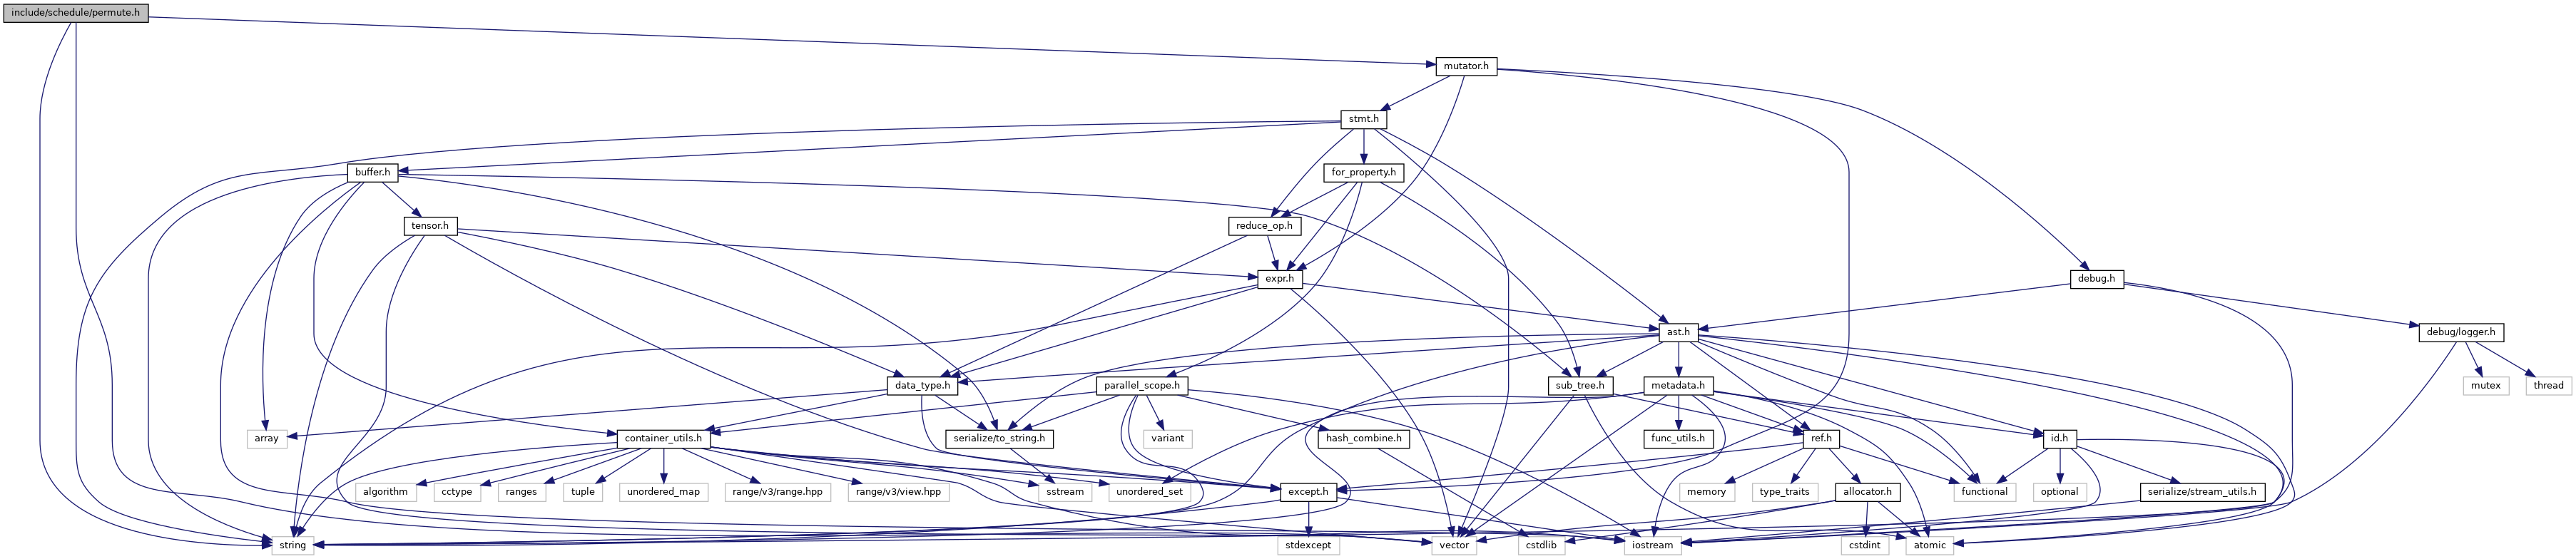 include/schedule/permute.h
mutator.h
stmt.h
buffer.h
for_property.h
tensor.h
reduce_op.h
expr.h
debug.h
ast.h
debug/logger.h
data_type.h
parallel_scope.h
sub_tree.h
metadata.h
mutex
thread
array
container_utils.h
serialize/to_string.h
variant
hash_combine.h
func_utils.h
ref.h
id.h
algorithm
cctype
ranges
tuple
unordered_map
range/v3/range.hpp
range/v3/view.hpp
sstream
unordered_set
except.h
memory
type_traits
allocator.h
functional
optional
serialize/stream_utils.h
string
stdexcept
vector
cstdlib
iostream
cstdint
atomic